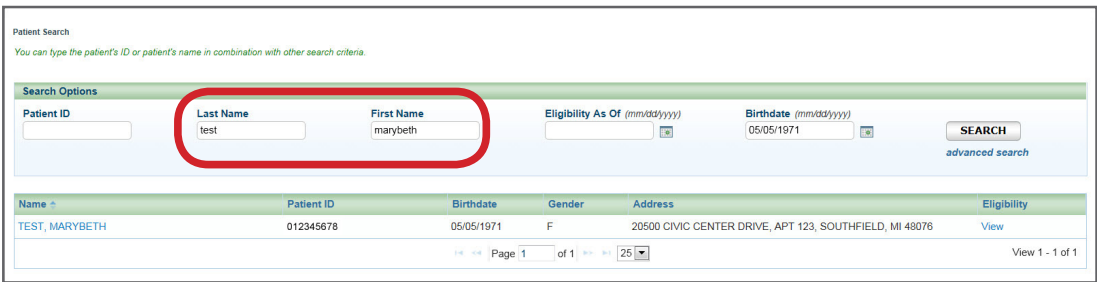 Patient Search
You can type the patient's ID or patient's name in combination with other search criteria.
Search Options
Patient ID Last Name First Name Eligibility As Of (mm/dd/yyyy) Birthdate (mm/dd/yyyy)
test marybeth 05/05/1971 SEARCH
advanced search
Name Patient ID Birthdate Gender Address Eligibility
TEST, MARYBETH 012345678 05/05/1971 F 20500 CIVIC CENTER DRIVE, APT 123, SOUTHFIELD, MI 48076 View
Page 1 of 1 25 View 1 - 1 of 1